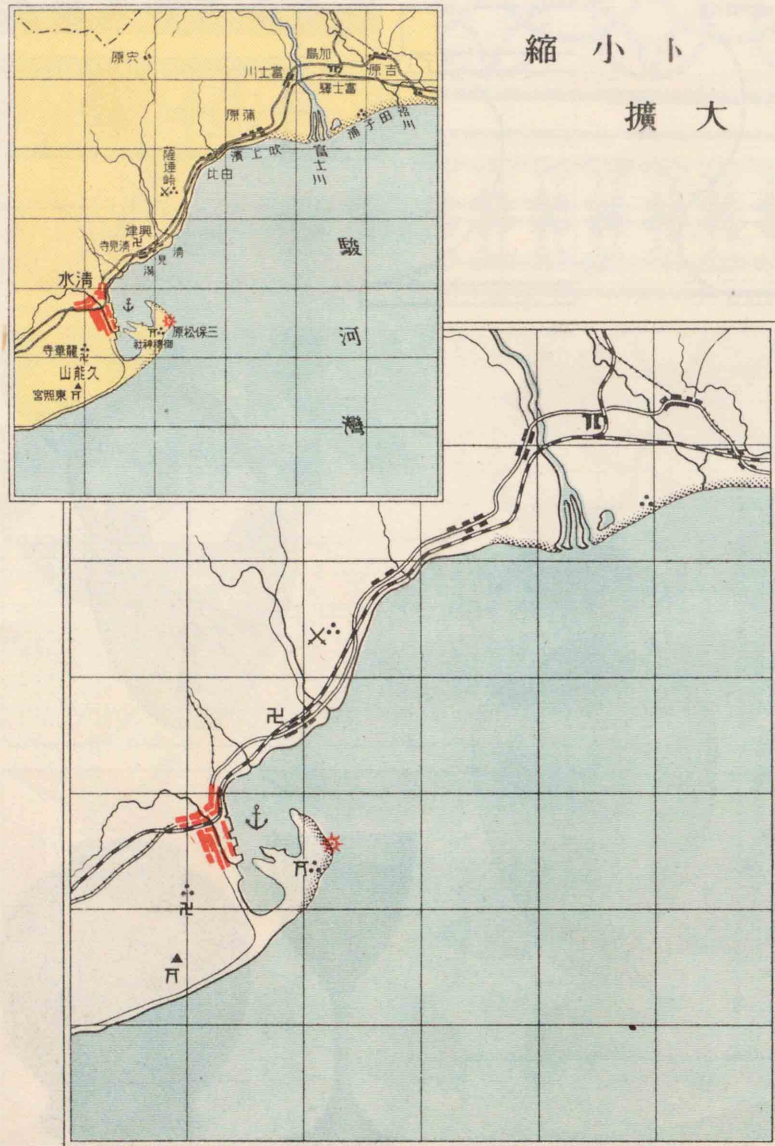 縮小ト
擴大
宍原
加島
吉原
富士川
富士驛
蒲原
沼川
田子浦
吹上濱
富士川
由比
薩埵峠
興津
清見寺
清見潟
清水
三保松原
御穗神社
龍華寺
久能山
東照宮
駿河灣